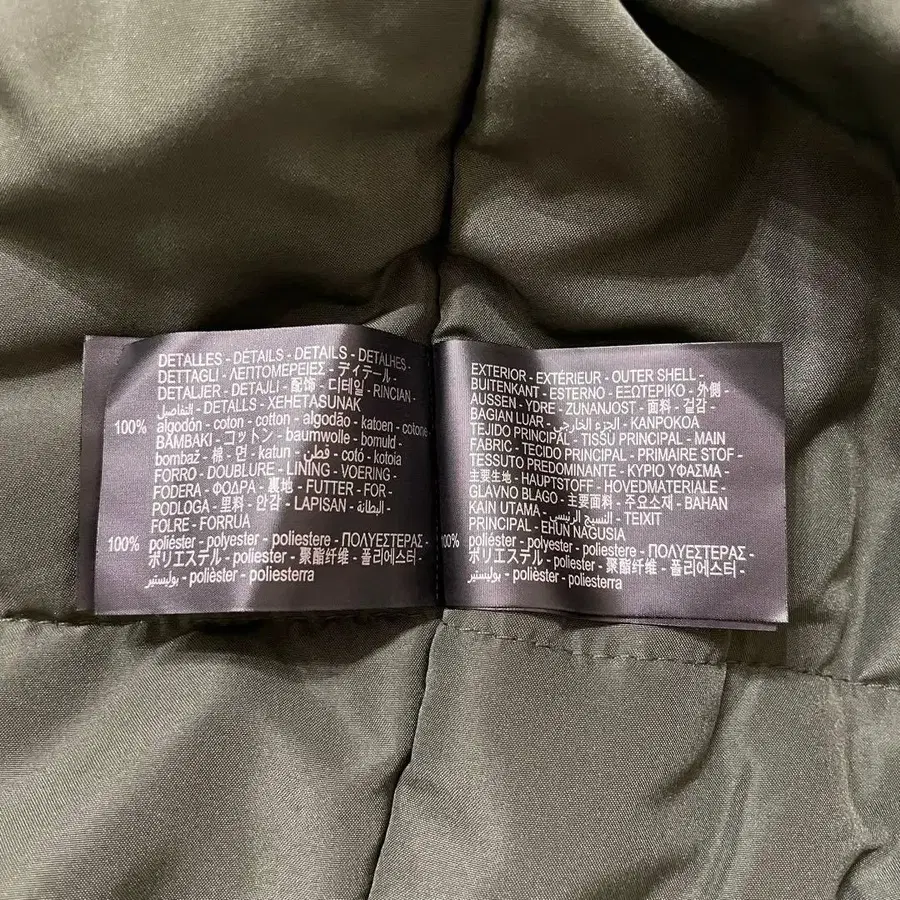 DETALLES - DÉTAILS - DETAILS - DETALHES -
DETTAGLI - ΛΕΠΤΟΜΕΡΕΙΕΣ - ディテール -
DETALJER - DETAJLI - 配饰 - 디테일 - RINCIAN -
التفاصيل - DETALLS - XEHETASUNAK
100% algodón - coton - cotton - algodão - katoen - cotone
BAMBAKI - コットン - baumwolle - bomuld -
bombaž - 棉 - 면 - katun - قطن - cotó - kotoia
FORRO - DOUBLURE - LINING - VOERING -
FODERA - ΦΟΔΡΑ - 裏地 - FUTTER - FOR -
PODLOGA - 里料 - 안감 - LAPISAN - البطانة -
FOLRE - FORRUA
100% poliéster - polyester - poliestere - ΠΟΛΥΕΣΤΕΡΑΣ -
ポリエステル - poliester - 聚酯纤维 - 폴리에스터 -
بوليستير - polièster - poliesterra
EXTERIOR - EXTÉRIEUR - OUTER SHELL -
BUITENKANT - ESTERNO - ΕΞΩΤΕΡΙΚΟ - 外側 -
AUSSEN - YDRE - ZUNANJOST - 面料 - 겉감 -
BAGIAN LUAR - الجزء الخارجي - KANPOKOA
TEJIDO PRINCIPAL - TISSU PRINCIPAL - MAIN
FABRIC - TECIDO PRINCIPAL - PRIMAIRE STOF -
TESSUTO PREDOMINANTE - ΚΥΡΙΟ ΥΦΑΣΜΑ -
主要生地 - HAUPTSTOFF - HOVEDMATERIALE -
GLAVNO BLAGO - 主要面料 - 주요소재 - BAHAN
KAIN UTAMA - النسيج الرئيسي - TEIXIT
PRINCIPAL - EHUN NAGUSIA
100% poliéster - polyester - poliestere - ΠΟΛΥΕΣΤΕΡΑΣ -
ポリエステル - poliester - 聚酯纤维 - 폴리에스터 -
بوليستير - polièster - poliesterra